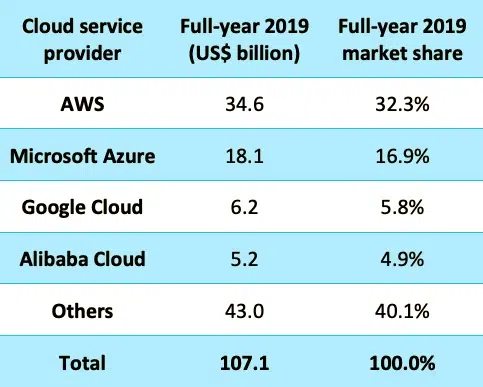 Cloud service provider Full-year 2019 (US$ billion) Full-year 2019 market share
AWS 34.6 32.3%
Microsoft Azure 18.1 16.9%
Google Cloud 6.2 5.8%
Alibaba Cloud 5.2 4.9%
Others 43.0 40.1%
Total 107.1 100.0%